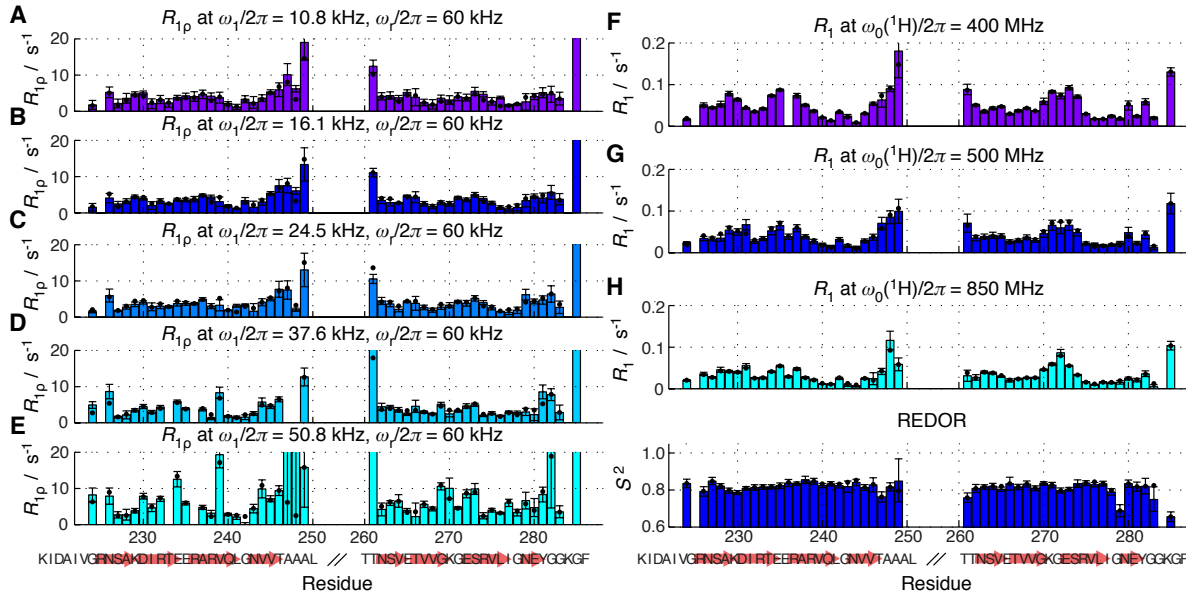 A
R1ρ at ω1/2π = 10.8 kHz, ωr/2π = 60 kHz
R1ρ / s⁻¹
20
10
0
B
R1ρ at ω1/2π = 16.1 kHz, ωr/2π = 60 kHz
R1ρ / s⁻¹
20
10
0
C
R1ρ at ω1/2π = 24.5 kHz, ωr/2π = 60 kHz
R1ρ / s⁻¹
20
10
0
D
R1ρ at ω1/2π = 37.6 kHz, ωr/2π = 60 kHz
R1ρ / s⁻¹
20
10
0
E
R1ρ at ω1/2π = 50.8 kHz, ωr/2π = 60 kHz
R1ρ / s⁻¹
20
10
0
230 240 250 260 270 280
KIDAIVGRNSAKDIRTEERARVQLGNVVTAAAL // TTNSVETVVGKGESRVLIGNEYGGKGF
Residue
F
R1 at ω0(¹H)/2π = 400 MHz
R1 / s⁻¹
0.2
0.1
0
G
R1 at ω0(¹H)/2π = 500 MHz
R1 / s⁻¹
0.2
0.1
0
H
R1 at ω0(¹H)/2π = 850 MHz
R1 / s⁻¹
0.2
0.1
0
REDOR
S²
1.0
0.8
0.6
230 240 250 260 270 280
KIDAIVGRNSAKDIRTEERARVQLGNVVTAAAL // TTNSVETVVGKGESRVLIGNEYGGKGF
Residue